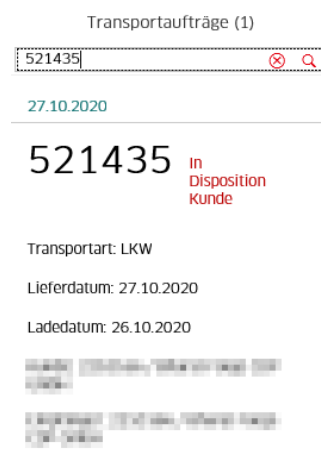 Transportaufträge (1)
521435
27.10.2020
521435
In
Disposition
Kunde
Transportart: LKW
Lieferdatum: 27.10.2020
Ladedatum: 26.10.2020